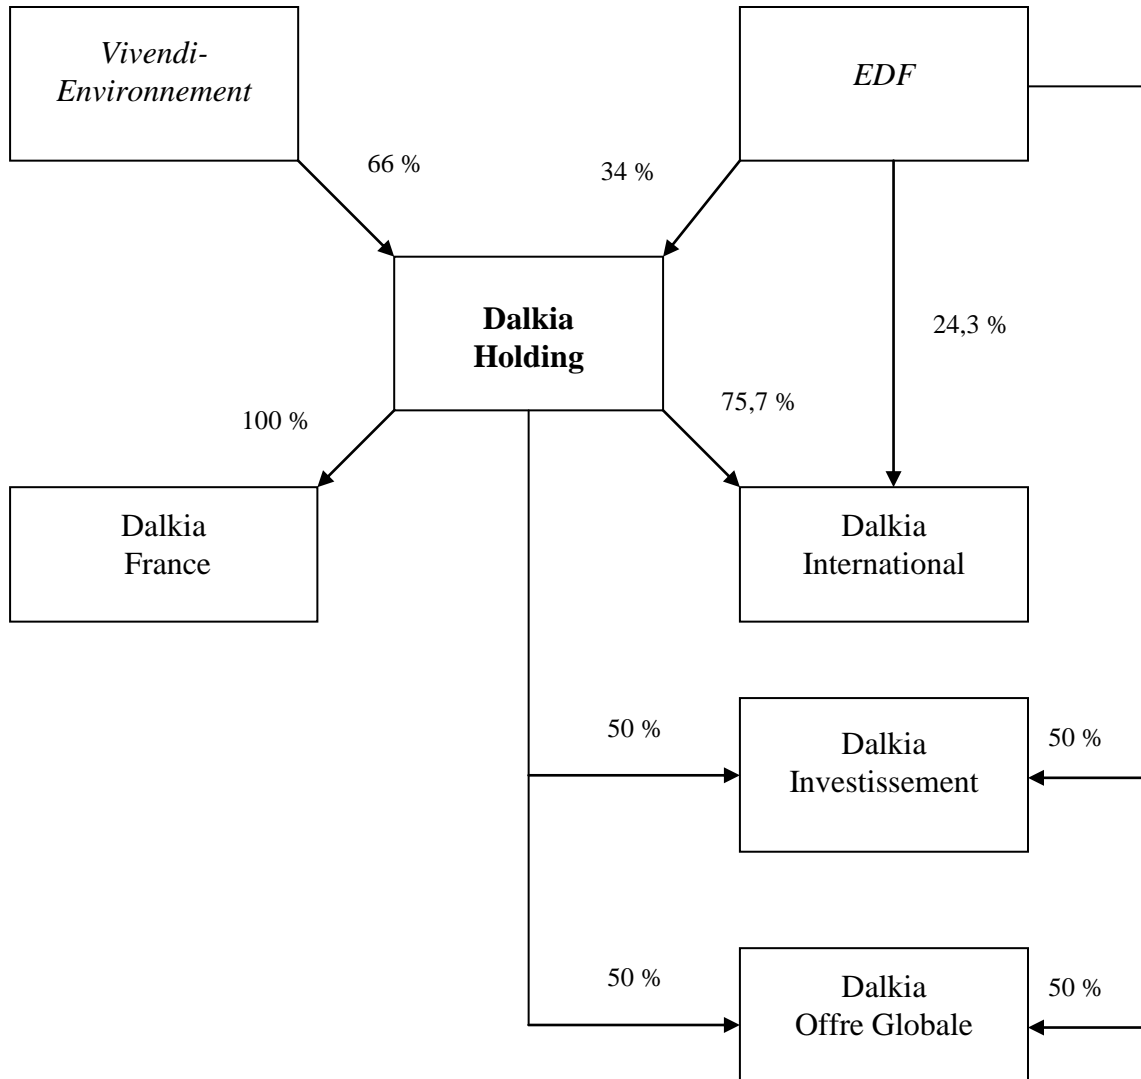 Vivendi-
Environnement
EDF
66 %
34 %
Dalkia
Holding
24,3 %
100 %
75,7 %
Dalkia
France
Dalkia
International
50 %
Dalkia
Investissement
50 %
50 %
Dalkia
Offre Globale
50 %